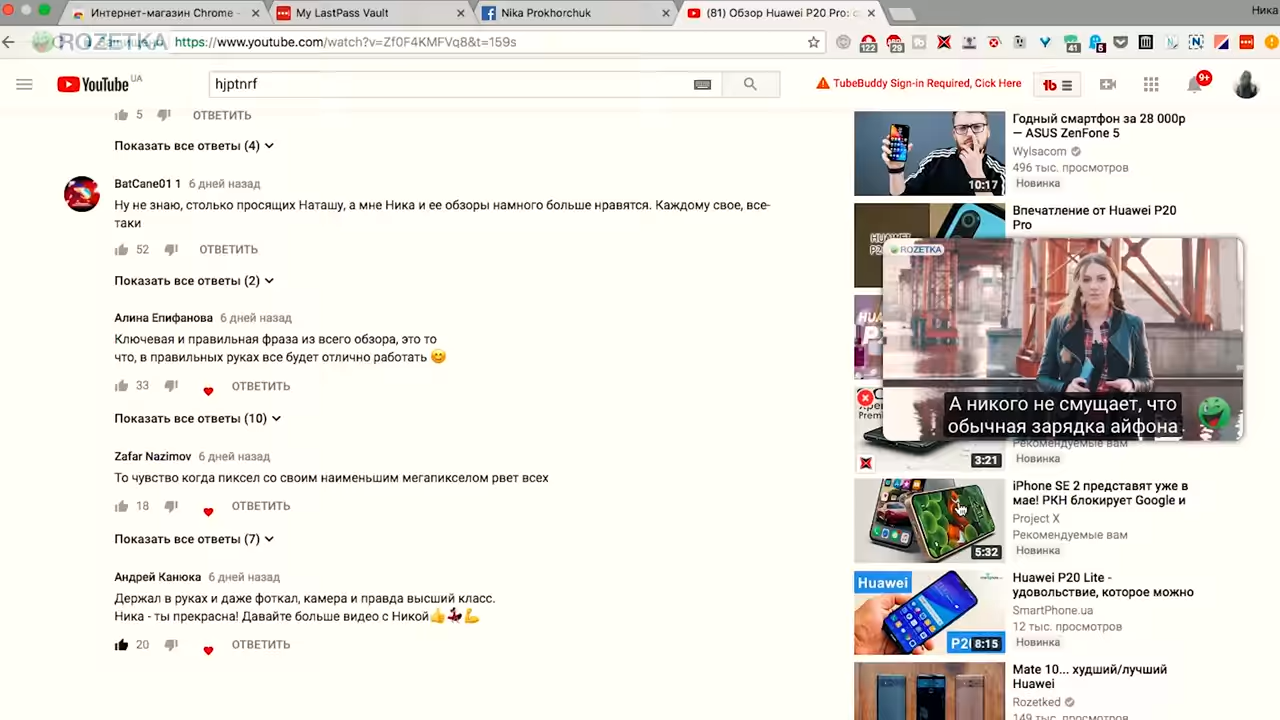 Интернет-магазин Chrome -
My LastPass Vault
Nika Prokhorchuk
(81) Обзор Huawei P20 Pro: с
Ника
ROZETKA
https://www.youtube.com/watch?v=Zf0F4KMFVq8&t=159s
122
29
41
5
YouTube
UA
hjptnrf
TubeBuddy Sign-in Required, Cick Here
tb
9+
5
ОТВЕТИТЬ
Показать все ответы (4)
BatCane01 1 6 дней назад
Ну не знаю, столько просящих Наташу, а мне Ника и ее обзоры намного больше нравятся. Каждому свое, все-
таки
52
ОТВЕТИТЬ
Показать все ответы (2)
Алина Епифанова 6 дней назад
Ключевая и правильная фраза из всего обзора, это то
что, в правильных руках все будет отлично работать
33
ОТВЕТИТЬ
Показать все ответы (10)
Zafar Nazimov 6 дней назад
То чувство когда пиксел со своим наименьшим мегапикселом рвет всех
18
ОТВЕТИТЬ
Показать все ответы (7)
Андрей Канюка 6 дней назад
Держал в руках и даже фоткал, камера и правда высший класс.
Ника - ты прекрасна! Давайте больше видео с Никой
20
ОТВЕТИТЬ
10:17
Годный смартфон за 28 000р
— ASUS ZenFone 5
Wylsacom
496 тыс. просмотров
Новинка
Впечатление от Huawei P20
Pro
ROZETKA
А никого не смущает, что
обычная зарядка айфона
3:21
Рекомендуемые вам
Новинка
5:32
iPhone SE 2 представят уже в
мае! РКН блокирует Google и
Project X
Рекомендуемые вам
Новинка
Huawei
8:15
Huawei P20 Lite -
удовольствие, которое можно
SmartPhone.ua
12 тыс. просмотров
Новинка
Mate 10... худший/лучший
Huawei
Rozetked
149 тыс. просмотров